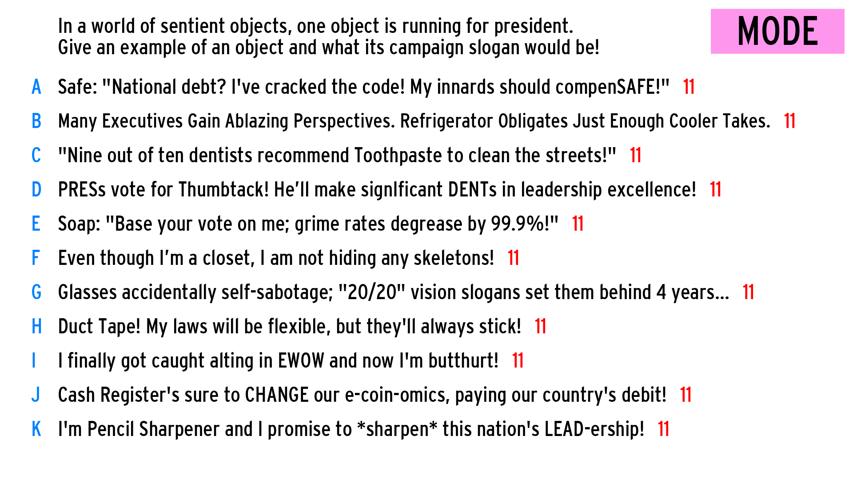 In a world of sentient objects, one object is running for president.
Give an example of an object and what its campaign slogan would be!
MODE
A Safe: "National debt? I've cracked the code! My innards should compenSAFE!" 11
B Many Executives Gain Ablazing Perspectives. Refrigerator Obligates Just Enough Cooler Takes. 11
C "Nine out of ten dentists recommend Toothpaste to clean the streets!" 11
D PRESs vote for Thumbtack! He'll make signIficant DENTs in leadership excellence! 11
E Soap: "Base your vote on me; grime rates degrease by 99.9%!" 11
F Even though I'm a closet, I am not hiding any skeletons! 11
G Glasses accidentally self-sabotage; "20/20" vision slogans set them behind 4 years... 11
H Duct Tape! My laws will be flexible, but they'll always stick! 11
I I finally got caught alting in EWOW and now I'm butthurt! 11
J Cash Register's sure to CHANGE our e-coin-omics, paying our country's debit! 11
K I'm Pencil Sharpener and I promise to *sharpen* this nation's LEAD-ership! 11